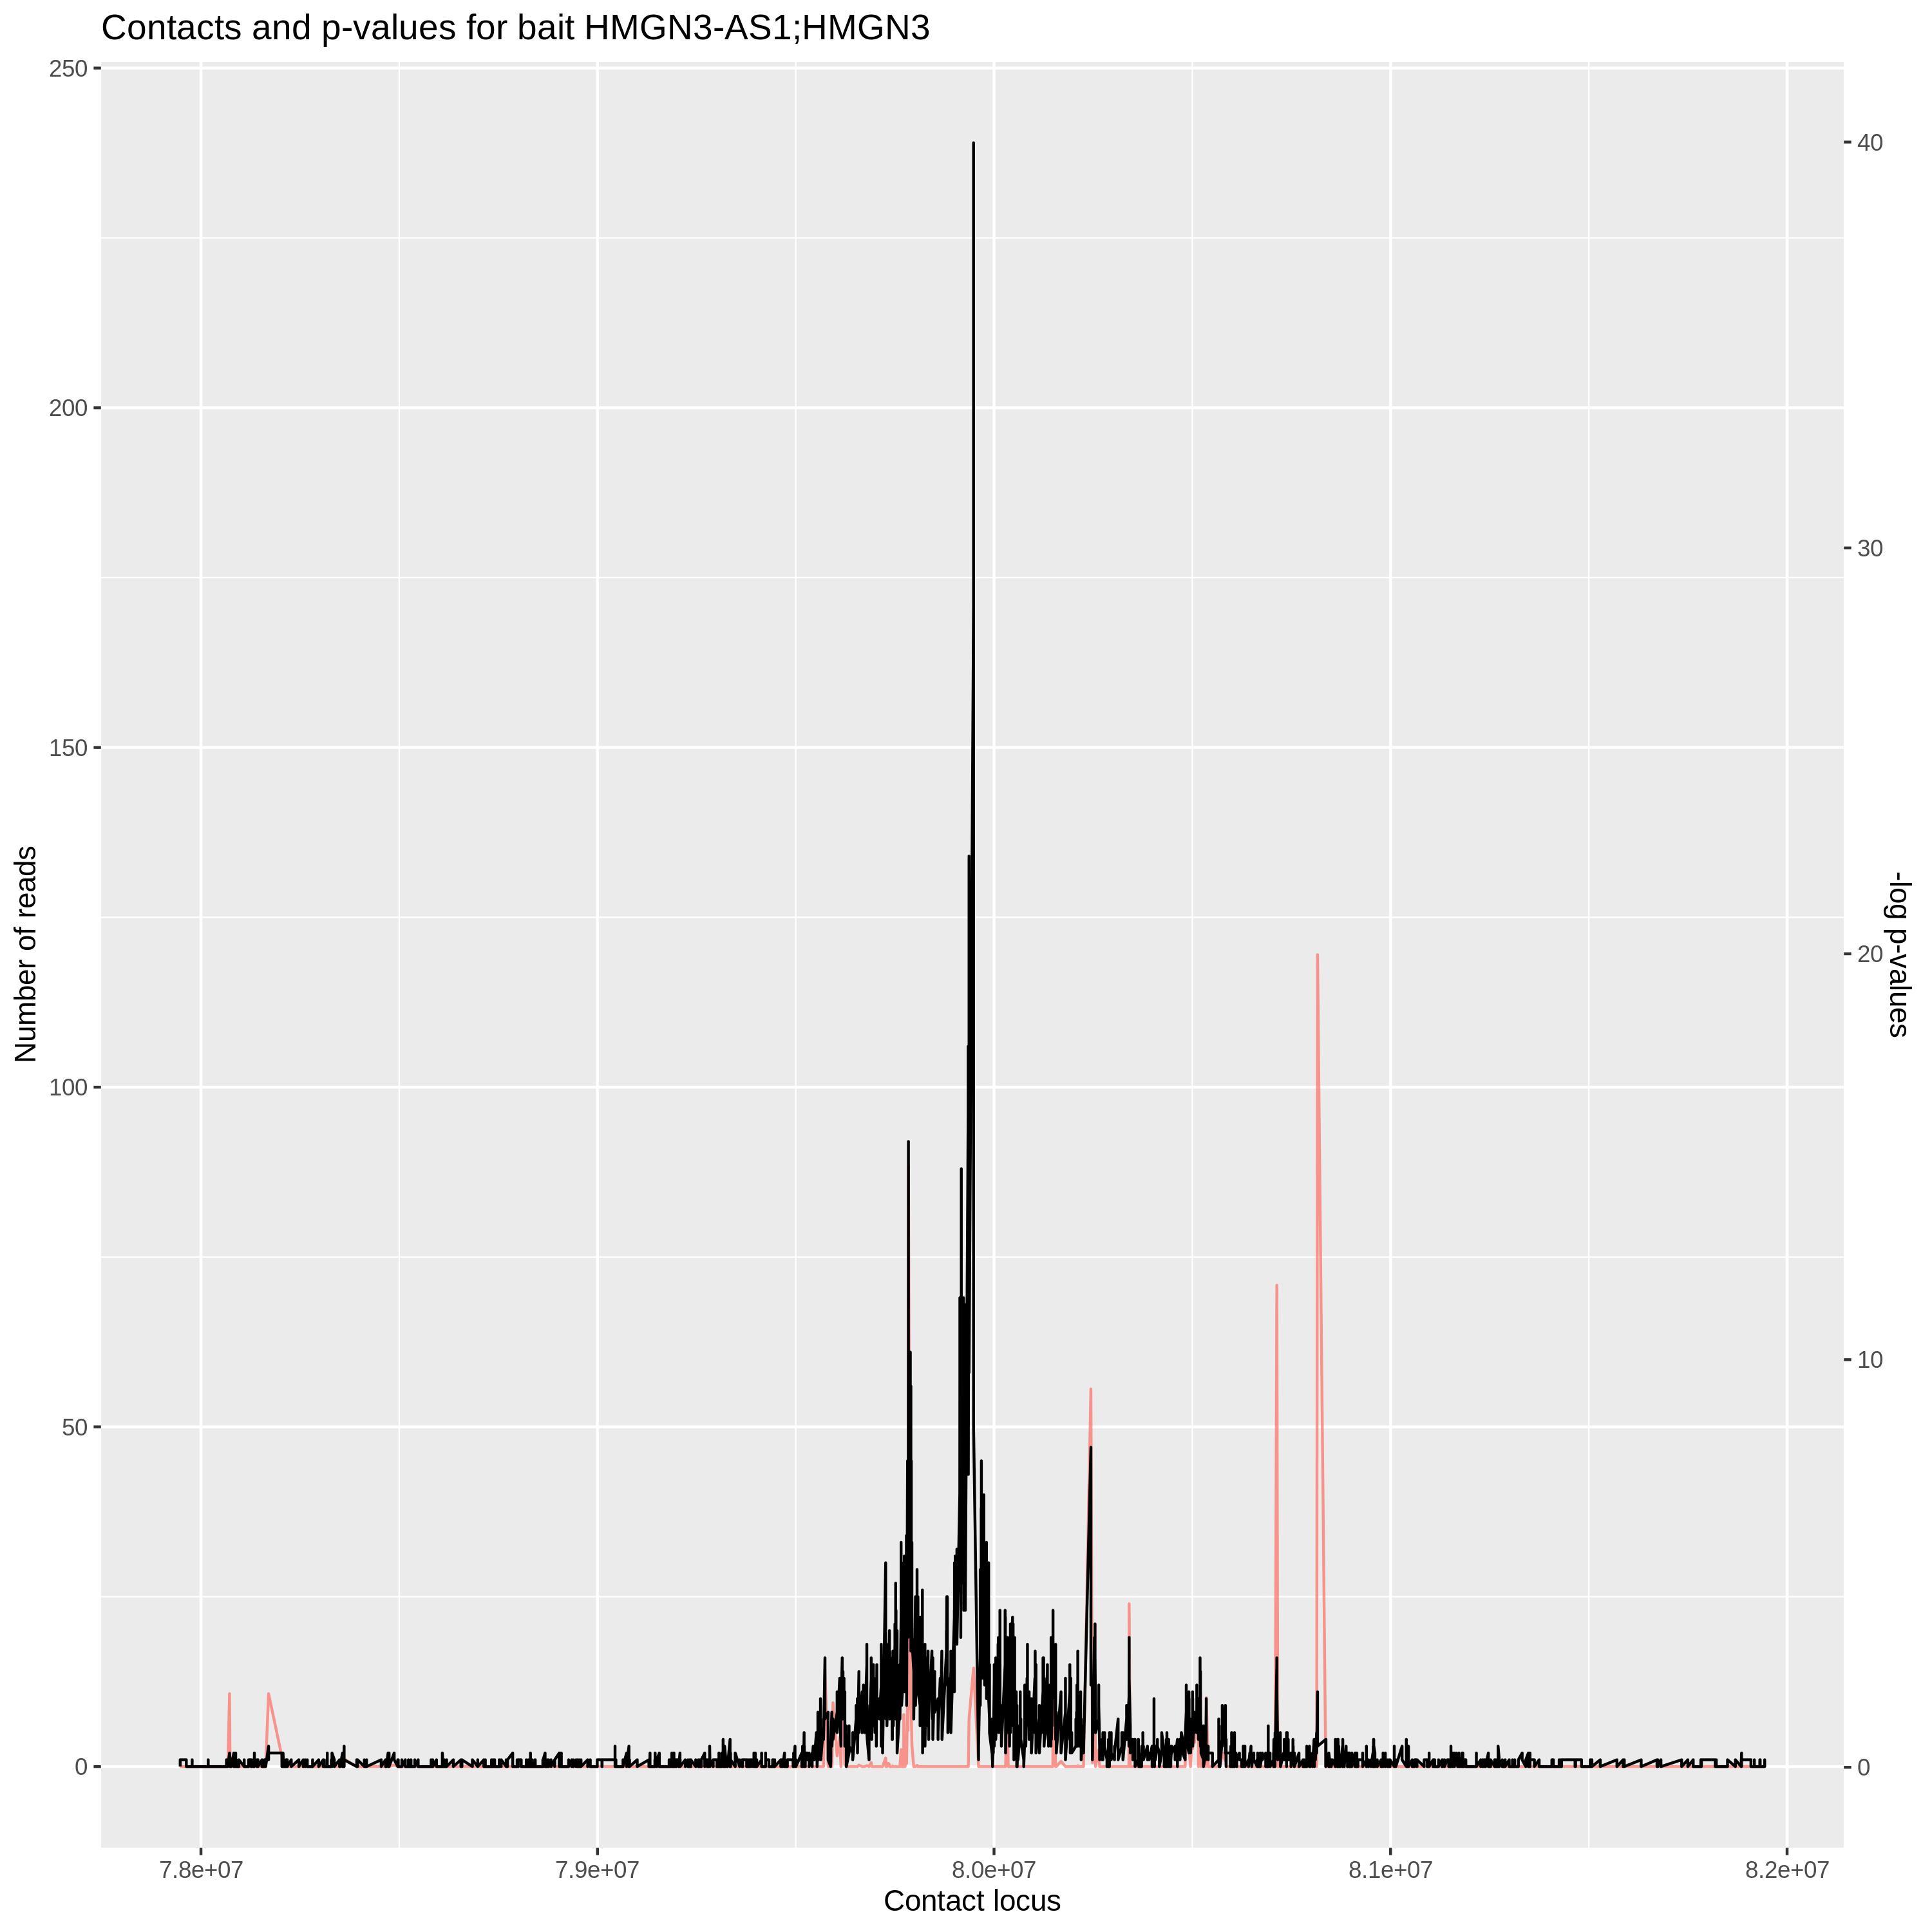 Contacts and p-values for bait HMGN3-AS1;HMGN3
250
200
150
100
50
0
Number of reads
40
30
20
10
0
-log p-values
7.8e+07 7.9e+07 8.0e+07 8.1e+07 8.2e+07
Contact locus